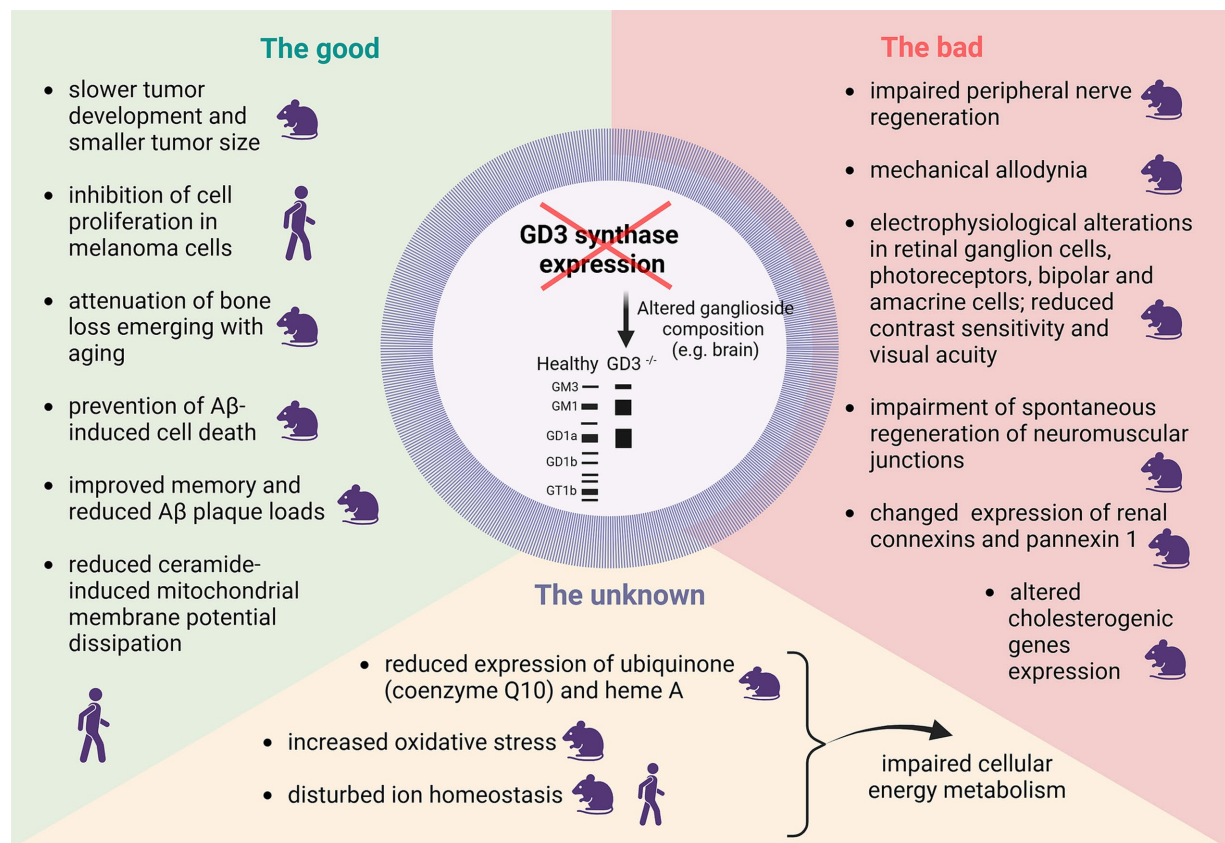 The good
• slower tumor
development and
smaller tumor size
• inhibition of cell
proliferation in
melanoma cells
• attenuation of bone
loss emerging with
aging
• prevention of Aβ-
induced cell death
• improved memory and
reduced Aβ plaque loads
• reduced ceramide-
induced mitochondrial
membrane potential
dissipation
GD3 synthase
expression
Altered ganglioside
composition
(e.g. brain)
Healthy GD3 -/-
GM3
GM1
GD1a
GD1b
GT1b
The bad
• impaired peripheral nerve
regeneration
• mechanical allodynia
• electrophysiological alterations
in retinal ganglion cells,
photoreceptors, bipolar and
amacrine cells; reduced
contrast sensitivity and
visual acuity
• impairment of spontaneous
regeneration of neuromuscular
junctions
• changed expression of renal
connexins and pannexin 1
• altered
cholesterogenic
genes
expression
The unknown
• reduced expression of ubiquinone
(coenzyme Q10) and heme A
• increased oxidative stress
• disturbed ion homeostasis
impaired cellular
energy metabolism